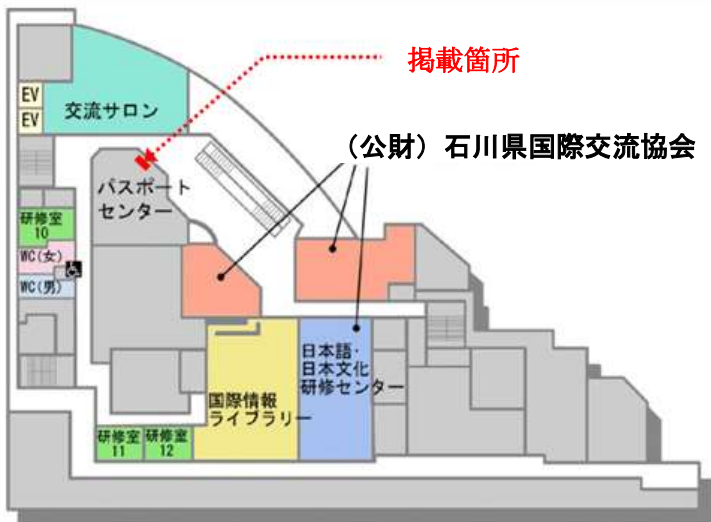 掲載箇所
EV
EV
交流サロン
（公財）石川県国際交流協会
パスポート
センター
研修室
10
WC(女)
WC(男)
日本語・
日本文化
研修センター
国際情報
ライブラリー
研修室
11
研修室
12